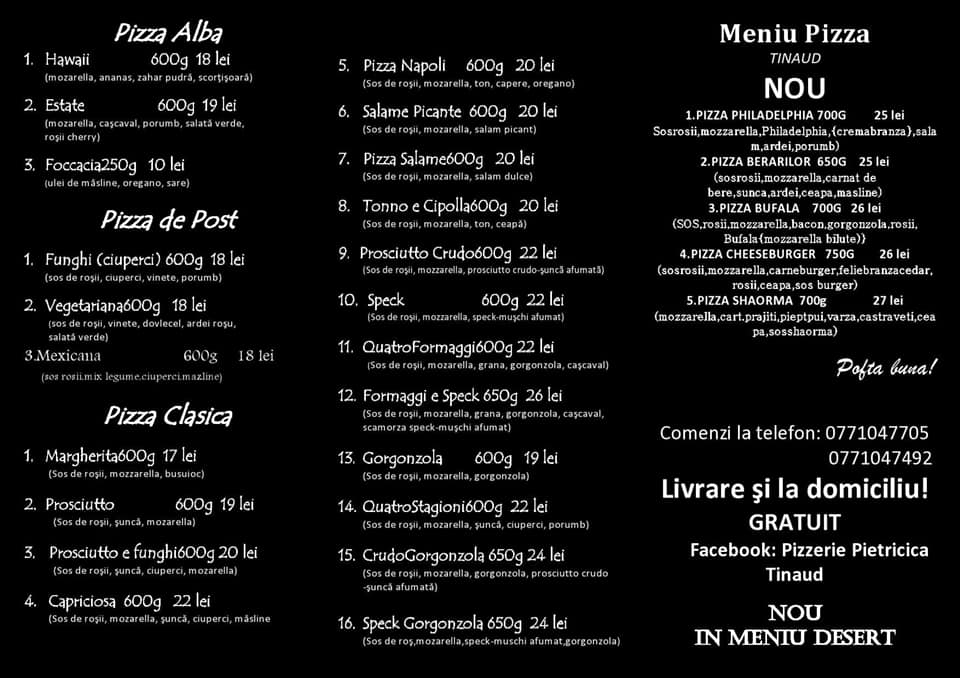 Pizza Alba
1. Hawaii 600g 18 lei
(mozarella, ananas, zahar pudră, scorţişoară)
2. Estate 600g 19 lei
(mozarella, caşcaval, porumb, salată verde,
roşii cherry)
3. Foccacia250g 10 lei
(ulei de măsline, oregano, sare)
Pizza de Post
1. Funghi (ciuperci) 600g 18 lei
(sos de roşii, ciuperci, vinete, porumb)
2. Vegetariana600g 18 lei
(sos de roşii, vinete, dovlecel, ardei roşu,
salată verde)
3.Mexicana 600g 18 lei
(sos rosii,mix legume,ciuperci,mazline)
Pizza Clasica
1. Margherita600g 17 lei
(Sos de roşii, mozzarella, busuioc)
2. Prosciutto 600g 19 lei
(Sos de roşii, şuncă, mozarella)
3. Prosciutto e funghi600g 20 lei
(Sos de roşii, şuncă, ciuperci, mozarella)
4. Capriciosa 600g 22 lei
(Sos de roşii, mozarella, şuncă, ciuperci, măsline
5. Pizza Napoli 600g 20 lei
(Sos de roşii, mozarella, ton, capere, oregano)
6. Salame Picante 600g 20 lei
(Sos de roşii, mozarella, salam picant)
7. Pizza Salame600g 20 lei
(Sos de roşii, mozarella, salam dulce)
8. Tonno e Cipolla600g 20 lei
(Sos de roşii, mozarella, ton, ceapă)
9. Prosciutto Crudo600g 22 lei
(Sos de roşii, mozarella, prosciutto crudo-şuncă afumată)
10. Speck 600g 22 lei
(Sos de roşii, mozarella, speck-muşchi afumat)
11. QuatroFormaggi600g 22 lei
(Sos de roşii, mozarella, grana, gorgonzola, caşcaval)
12. Formaggi e Speck 650g 26 lei
(Sos de roşii, mozarella, grana, gorgonzola, caşcaval,
scamorza speck-muşchi afumat)
13. Gorgonzola 600g 19 lei
(Sos de roşii, mozarella, gorgonzola)
14. QuatroStagioni600g 22 lei
(Sos de roşii, mozarella, şuncă, ciuperci, porumb)
15. CrudoGorgonzola 650g 24 lei
(Sos de roşii, mozarella, gorgonzola, prosciutto crudo
-şuncă afumată)
16. Speck Gorgonzola 650g 24 lei
(Sos de roş,mozarella,speck-muschi afumat,gorgonzola)
Meniu Pizza
TINAUD
NOU
1.PIZZA PHILADELPHIA 700G 25 lei
Sosrosii,mozzarella,Philadelphia,{cremabranza},sala
m,ardei,porumb)
2.PIZZA BERARILOR 650G 25 lei
(sosrosii,mozzarella,carnat de
bere,sunca,ardei,ceapa,masline)
3.PIZZA BUFALA 700G 26 lei
(SOS,rosii,mozzarella,bacon,gorgonzola,rosii,
Bufala{mozzarella bilute)}
4.PIZZA CHEESEBURGER 750G 26 lei
(sosrosii,mozzarella,carneburger,feliebranzacedar,
rosii,ceapa,sos burger)
5.PIZZA SHAORMA 700g 27 lei
(mozzarella,cart.prajiti,pieptpui,varza,castraveti,cea
pa,sosshaorma)
Pofta buna!
Comenzi la telefon: 0771047705
0771047492
Livrare şi la domiciliu!
GRATUIT
Facebook: Pizzerie Pietricica
Tinaud
NOU
IN MENIU DESERT